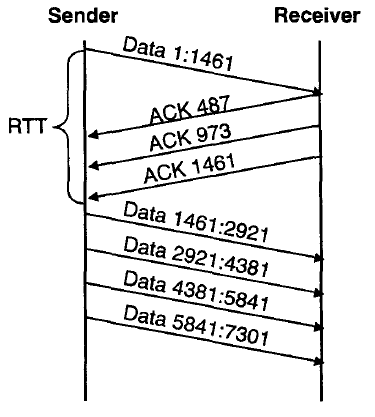 Sender Receiver
Data 1:1461
ACK 487
RTT
ACK 973
ACK 1461
Data 1461:2921
Data 2921:4381
Data 4381:5841
Data 5841:7301